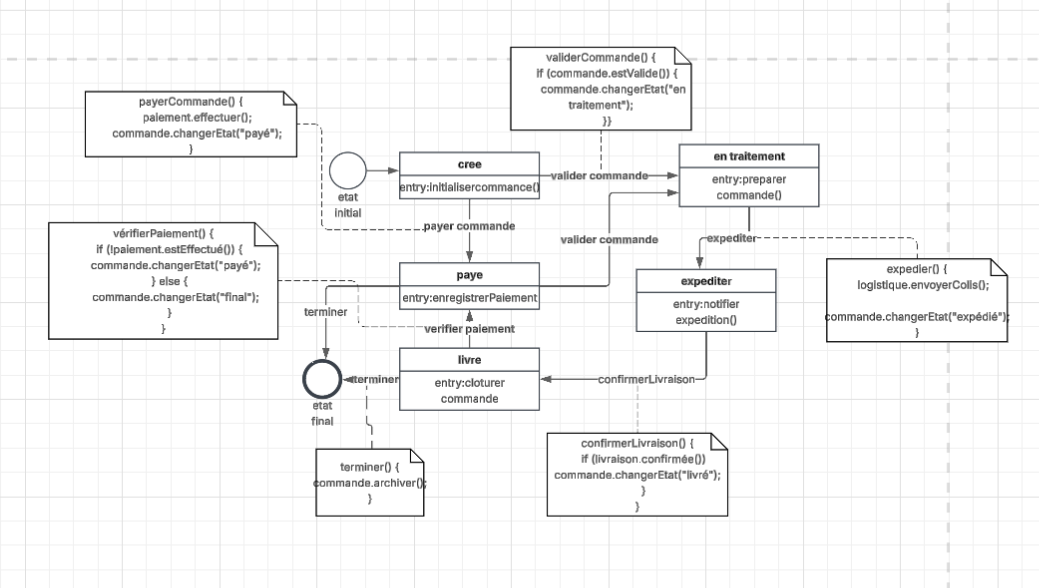 validerCommande() {
if (commande.estValide()) {
commande.changerEtat("en
traitement");
}}
payerCommande() {
paiement.effectuer();
commande.changerEtat("payé");
}
etat
initial
cree
entry:initialisercommance()
valider commande
en traitement
entry:preparer
commande()
payer commande
vérifierPaiement() {
if (!paiement.estEffectué()) {
commande.changerEtat("payé");
} else {
commande.changerEtat("final");
}
}
valider commande
expediter
paye
entry:enregistrerPaiement
expediter
entry:notifier
expedition()
expedier() {
logistique.envoyerColis();
commande.changerEtat("expédié");
}
terminer
verifier paiement
livre
entry:cloturer
commande
terminer
confirmerLivraison
etat
final
terminer() {
commande.archiver();
}
confirmerLivraison() {
if (livraison.confirmée())
commande.changerEtat("livré");
}
}